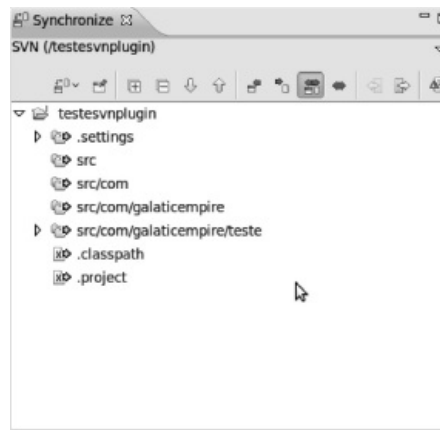 Synchronize
SVN (/testesvnplugin)
testesvnplugin
.settings
src
src/com
src/com/galaticempire
src/com/galaticempire/teste
.classpath
.project